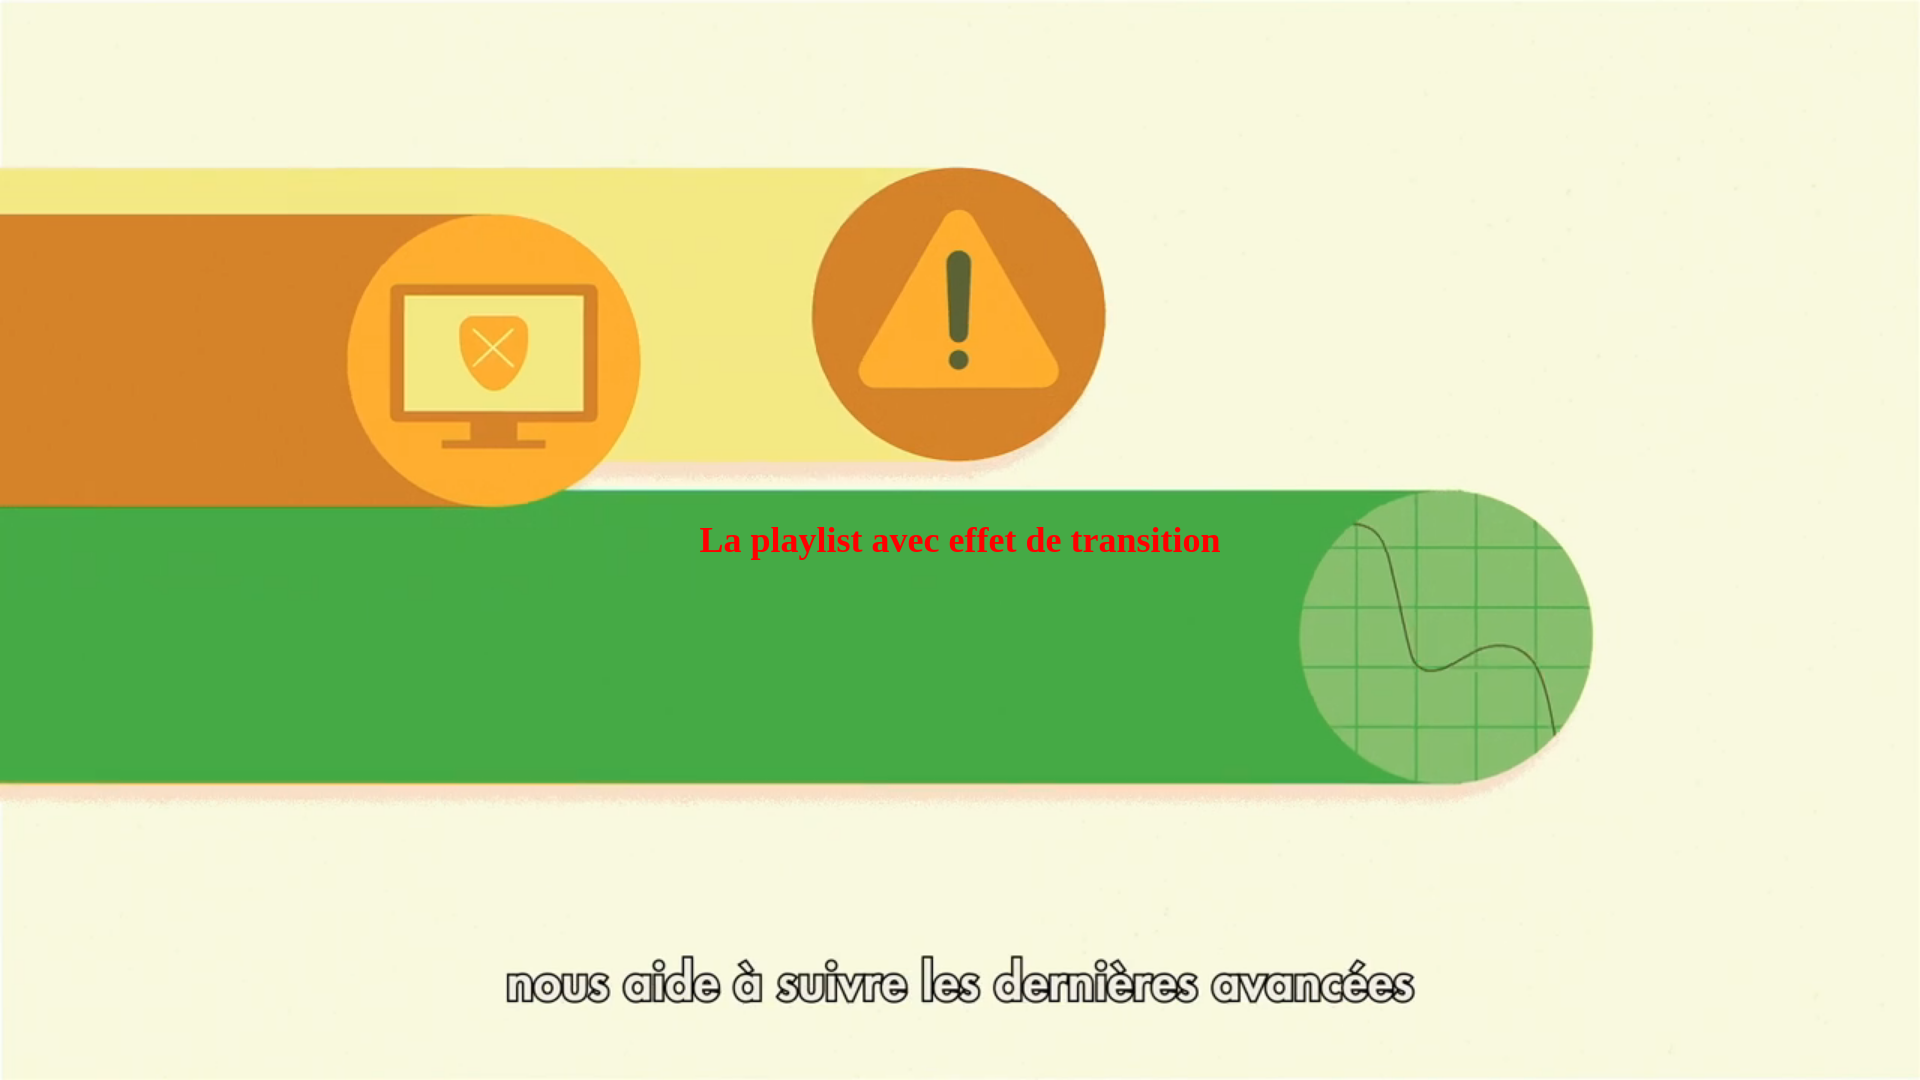 La playlist avec effet de transition
nous aide à suivre les dernières avancées